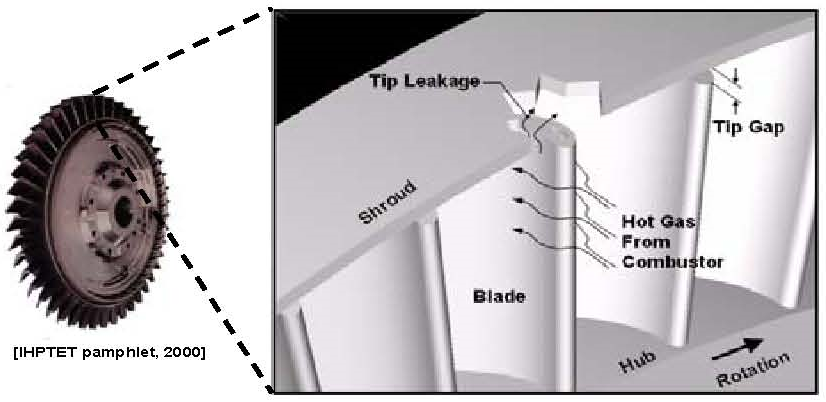 Tip Leakage
Tip Gap
Shroud
Hot Gas
From
Combustor
Blade
Hub
Rotation
[IHPTET pamphlet, 2000]